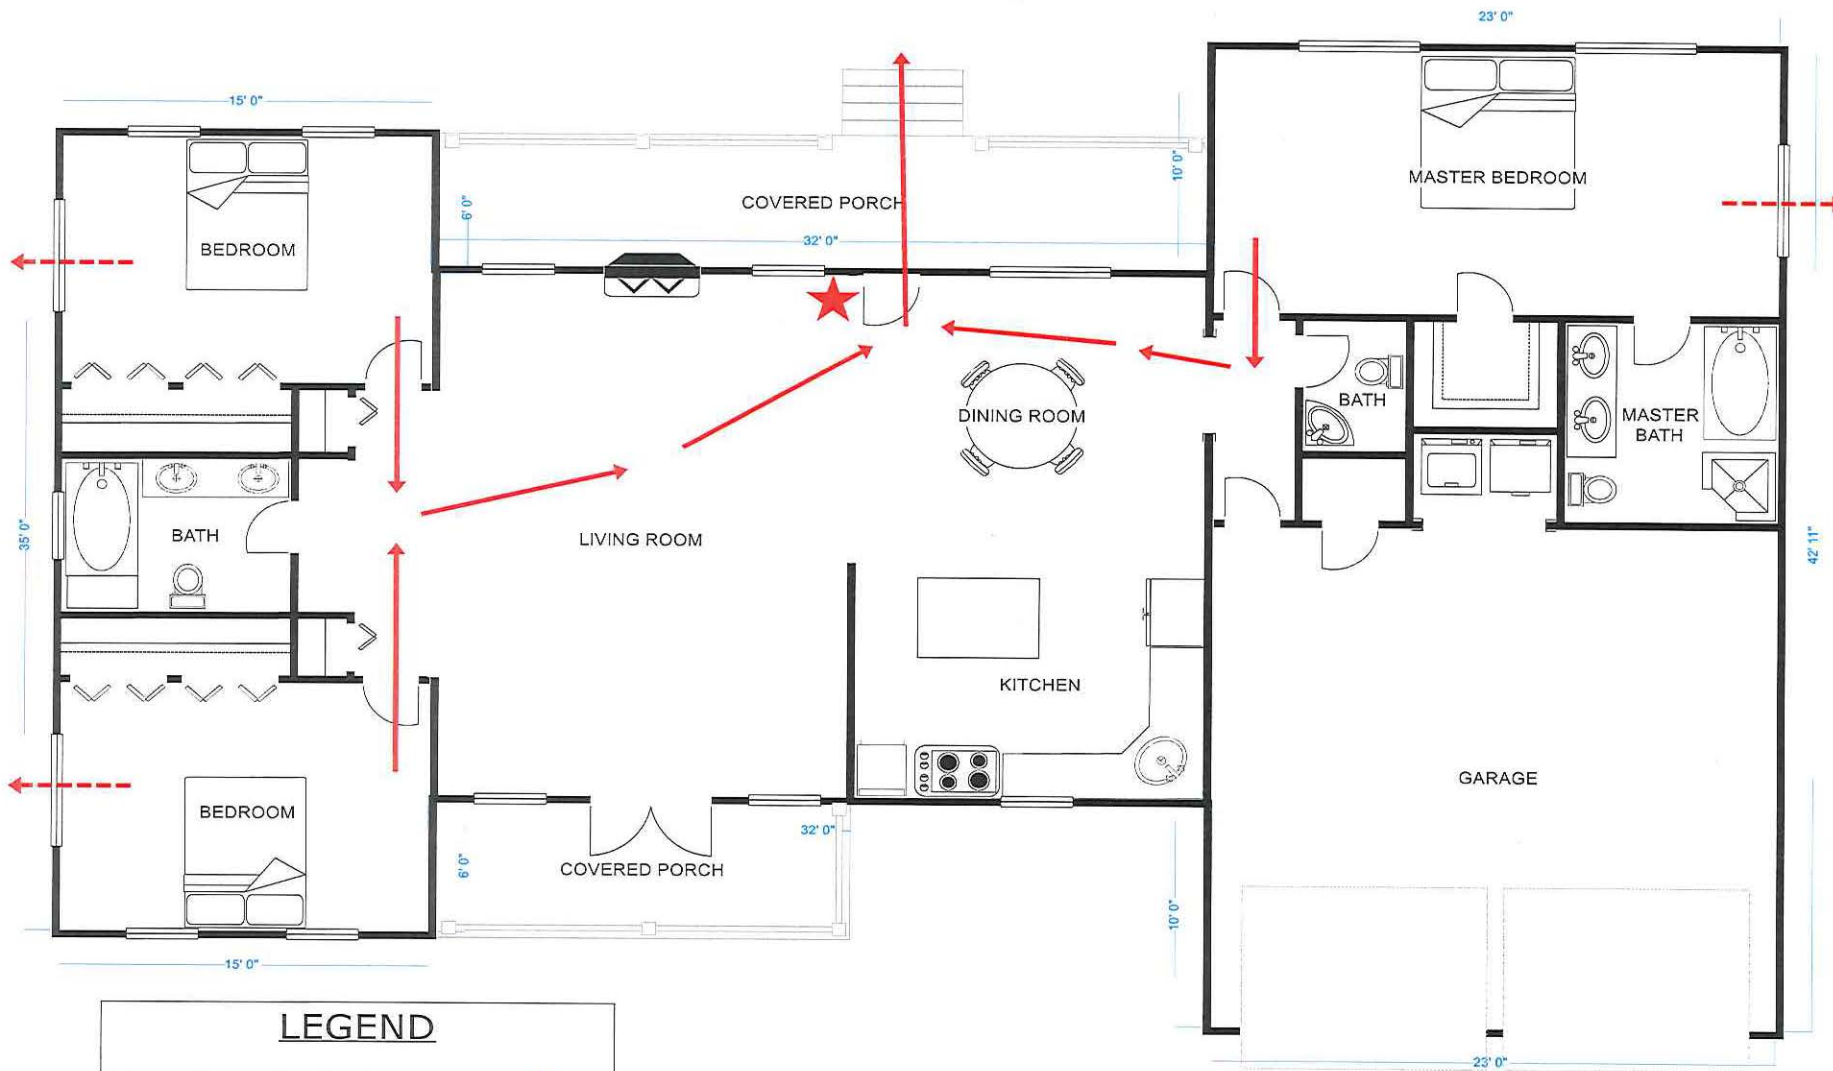 23' 0"
15' 0"
10' 0"
MASTER BEDROOM
COVERED PORCH
6' 0"
32' 0"
BEDROOM
BATH
DINING ROOM
MASTER
BATH
35' 0"
BATH
LIVING ROOM
42' 11"
KITCHEN
GARAGE
BEDROOM
32' 0"
6' 0"
COVERED PORCH
10' 0"
15' 0"
LEGEND
23' 0"